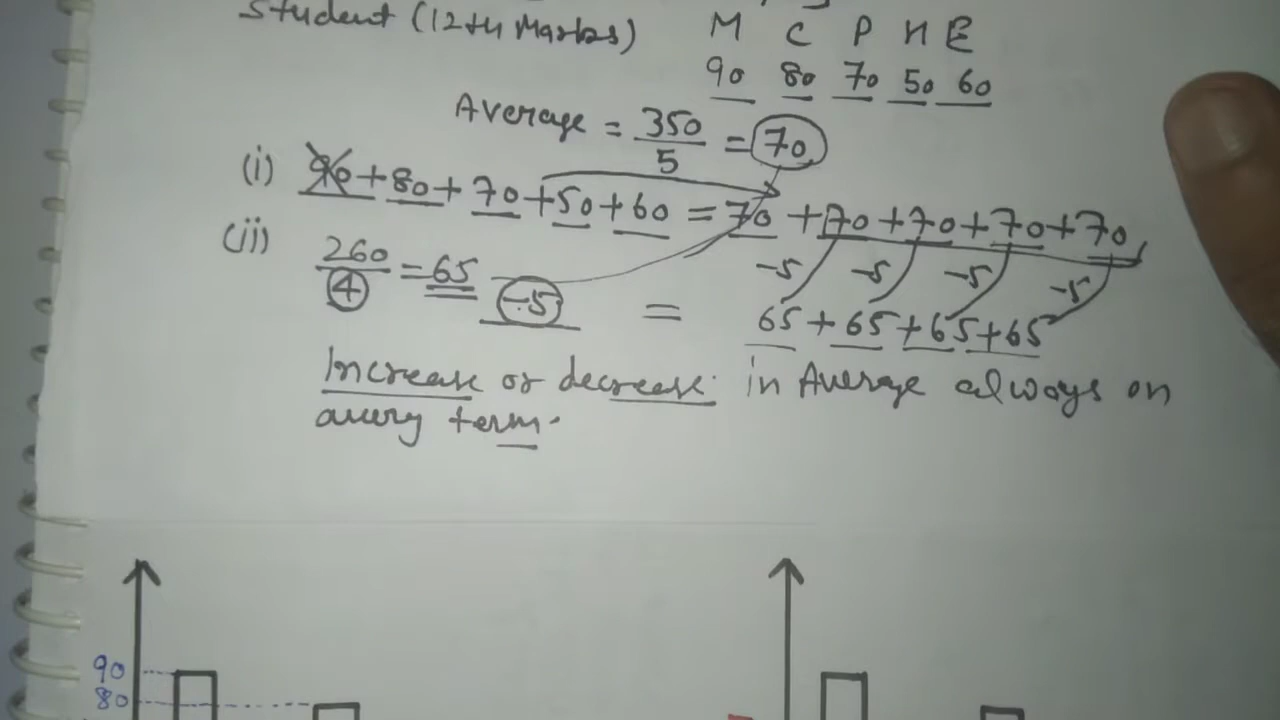 Student (12th Marks) M C P H E
90 80 70 50 60
Average = 350/5 = 70
(i) 90 + 80 + 70 + 50 + 60 = 70 + 70 + 70 + 70 + 70
(ii) 260/4 = 65 -5
-5 -5 -5 -5
= 65 + 65 + 65 + 65
Increase or decrease in Average always on
every term.
90
80